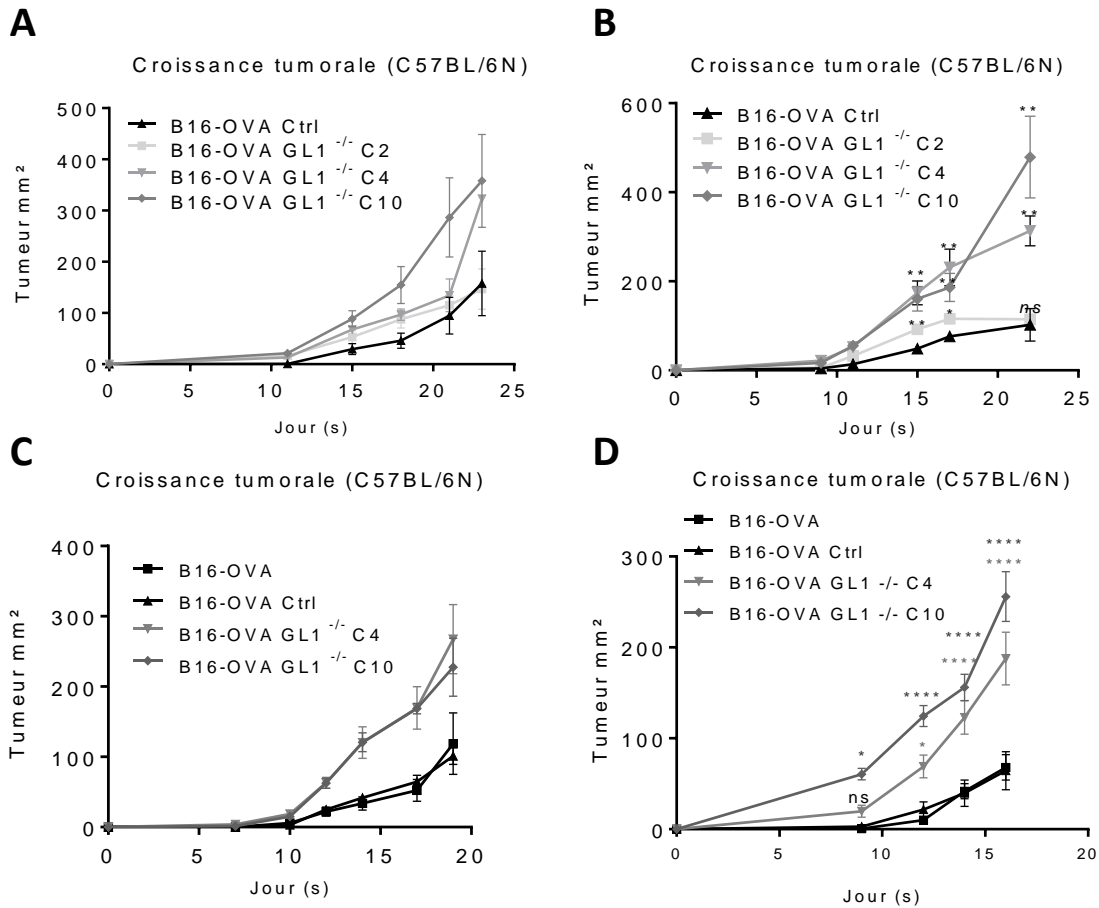 A
Croissance tumorale (C57BL/6N)
Tumeur mm²
500
400
300
200
100
0
B16-OVA Ctrl
B16-OVA GL1 -/- C2
B16-OVA GL1 -/- C4
B16-OVA GL1 -/- C10
0 5 10 15 20 25
Jour (s)
B
Croissance tumorale (C57BL/6N)
Tumeur mm²
600
400
200
0
B16-OVA Ctrl
B16-OVA GL1 -/- C2
B16-OVA GL1 -/- C4
B16-OVA GL1 -/- C10
**
**
ns
**
**
*
**
**
0 5 10 15 20 25
Jour (s)
C
Croissance tumorale (C57BL/6N)
Tumeur mm²
400
300
200
100
0
B16-OVA
B16-OVA Ctrl
B16-OVA GL1 -/- C4
B16-OVA GL1 -/- C10
0 5 10 15 20
Jour (s)
D
Croissance tumorale (C57BL/6N)
Tumeur mm²
300
200
100
0
B16-OVA
B16-OVA Ctrl
B16-OVA GL1 -/- C4
B16-OVA GL1 -/- C10
****
****
****
****
****
*
*
ns
0 5 10 15 20
Jour (s)